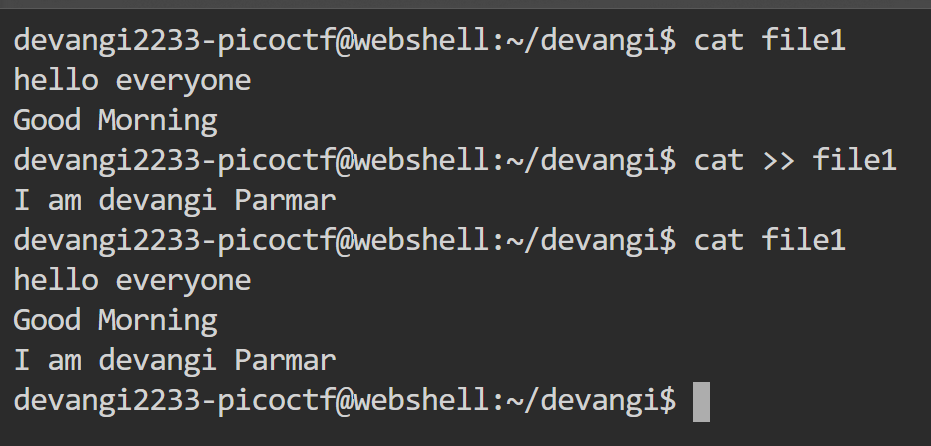 devangi2233-picoctf@webshell:~/devangi$ cat file1
hello everyone
Good Morning
devangi2233-picoctf@webshell:~/devangi$ cat >> file1
I am devangi Parmar
devangi2233-picoctf@webshell:~/devangi$ cat file1
hello everyone
Good Morning
I am devangi Parmar
devangi2233-picoctf@webshell:~/devangi$